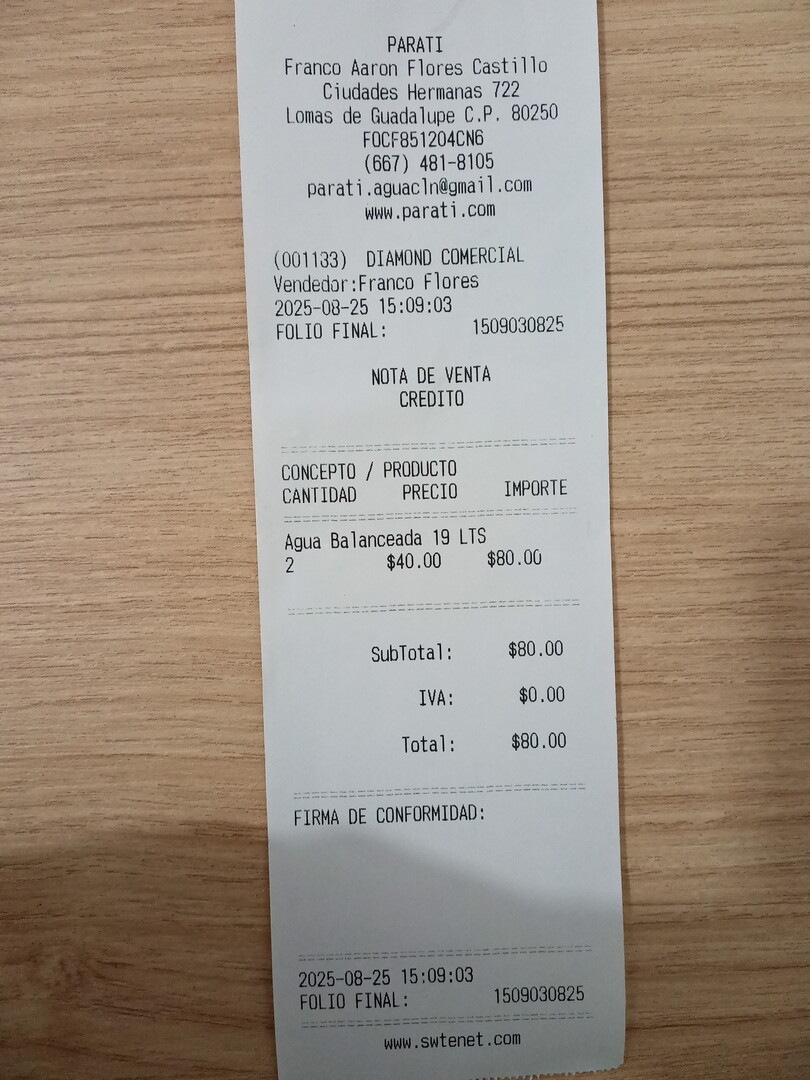 PARATI
Franco Aaron Flores Castillo
Ciudades Hermanas 722
Lomas de Guadalupe C.P. 80250
FOCF851204CN6
(667) 481-8105
parati.aguacln@gmail.com
www.parati.com
(001133) DIAMOND COMERCIAL
Vendedor:Franco Flores
2025-08-25 15:09:03
FOLIO FINAL: 1509030825
NOTA DE VENTA
CREDITO
CONCEPTO / PRODUCTO
CANTIDAD PRECIO IMPORTE
Agua Balanceada 19 LTS
2 $40.00 $80.00
SubTotal: $80.00
IVA: $0.00
Total: $80.00
FIRMA DE CONFORMIDAD:
2025-08-25 15:09:03
FOLIO FINAL: 1509030825
www.swtenet.com